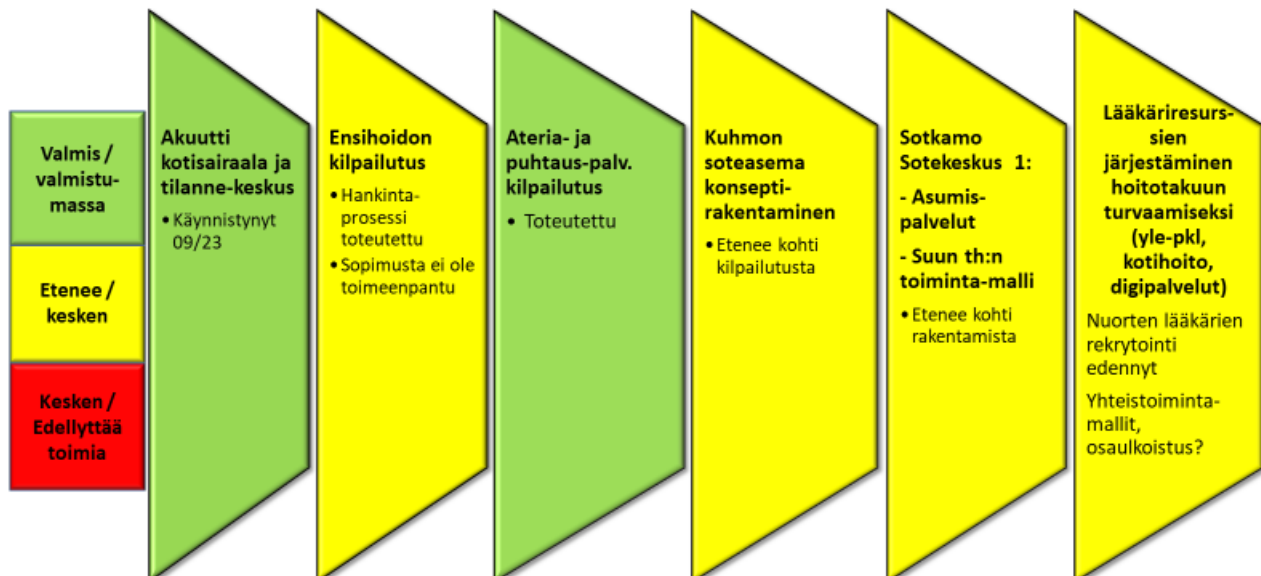 Valmis /
valmistu-
massa
Etenee /
kesken
Kesken /
Edellyttää
toimia
Akuutti
kotisairaala ja
tilanne-keskus
• Käynnistynyt
09/23
Ensihoidon
kilpailutus
• Hankinta-
prosessi
toteutettu
• Sopimusta ei ole
toimeenpantu
Ateria- ja
puhtaus-palv.
kilpailutus
• Toteutettu
Kuhmon
soteasema
konsepti-
rakentaminen
• Etenee kohti
kilpailutusta
Sotkamo
Sotekeskus 1:
- Asumis-
palvelut
- Suun th:n
toiminta-malli
• Etenee kohti
rakentamista
Lääkäriresurs-
sien
järjestäminen
hoitotakuun
turvaamiseksi
(yle-pkl,
kotihoito,
digipalvelut)
Nuorten lääkärien
rekrytointi
edennyt
Yhteistoiminta-
mallit,
osaulkoistus?